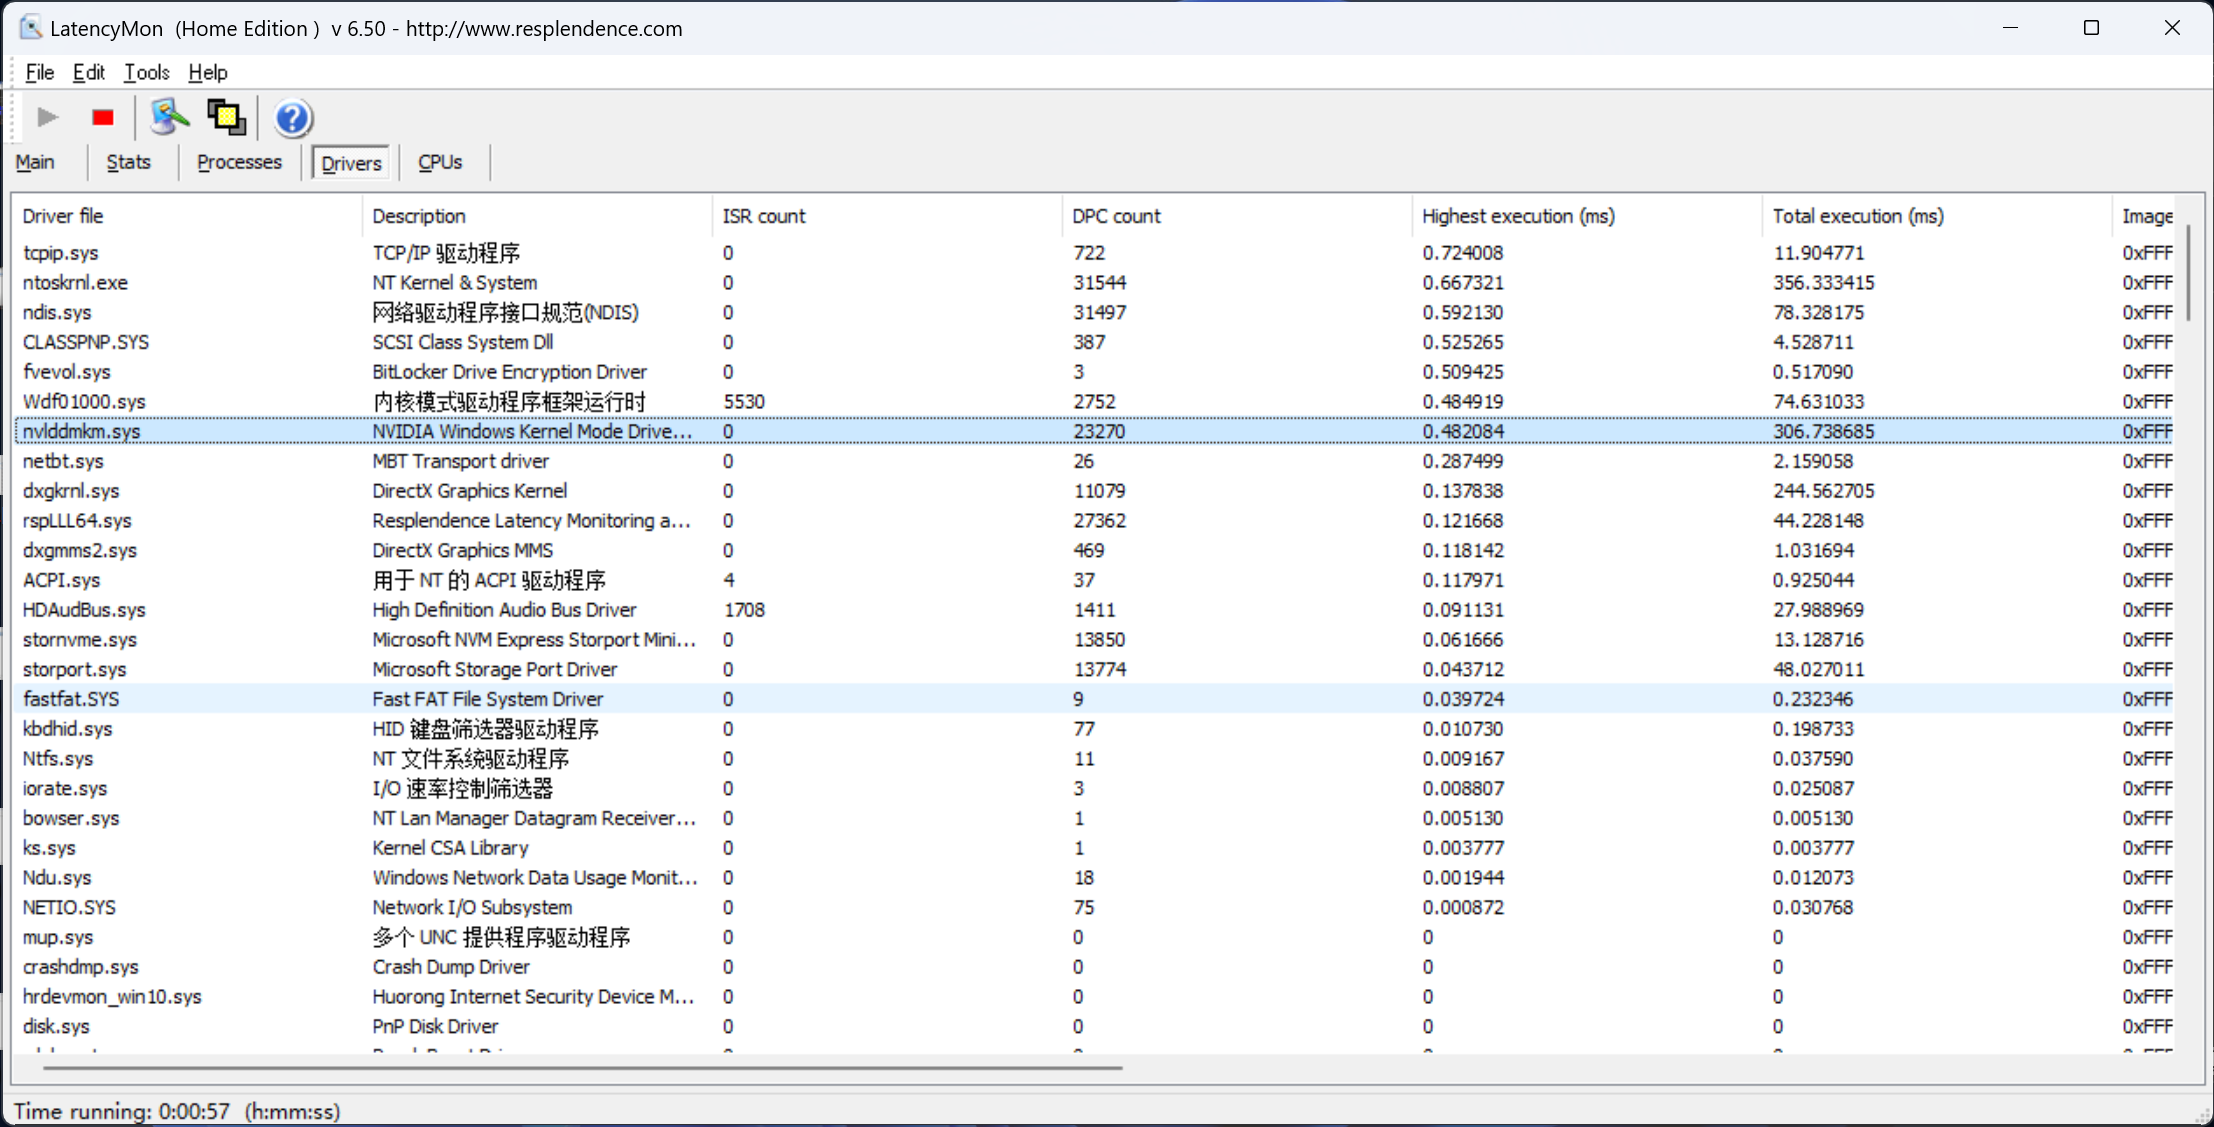 LatencyMon (Home Edition ) v 6.50 - http://www.resplendence.com
File Edit Tools Help
Main Stats Processes Drivers CPUs
Driver file Description ISR count DPC count Highest execution (ms) Total execution (ms) Image
tcpip.sys TCP/IP 驱动程序 0 722 0.724008 11.904771 0xFFF
ntoskrnl.exe NT Kernel & System 0 31544 0.667321 356.333415 0xFFF
ndis.sys 网络驱动程序接口规范(NDIS) 0 31497 0.592130 78.328175 0xFFF
CLASSPNP.SYS SCSI Class System Dll 0 387 0.525265 4.528711 0xFFF
fvevol.sys BitLocker Drive Encryption Driver 0 3 0.509425 0.517090 0xFFF
Wdf01000.sys 内核模式驱动程序框架运行时 5530 2752 0.484919 74.631033 0xFFF
nvlddmkm.sys NVIDIA Windows Kernel Mode Drive... 0 23270 0.482084 306.738685 0xFFF
netbt.sys MBT Transport driver 0 26 0.287499 2.159058 0xFFF
dxgkrnl.sys DirectX Graphics Kernel 0 11079 0.137838 244.562705 0xFFF
rspLLL64.sys Resplendence Latency Monitoring a... 0 27362 0.121668 44.228148 0xFFF
dxgmms2.sys DirectX Graphics MMS 0 469 0.118142 1.031694 0xFFF
ACPI.sys 用于 NT 的 ACPI 驱动程序 4 37 0.117971 0.925044 0xFFF
HDAudBus.sys High Definition Audio Bus Driver 1708 1411 0.091131 27.988969 0xFFF
stornvme.sys Microsoft NVM Express Storport Mini... 0 13850 0.061666 13.128716 0xFFF
storport.sys Microsoft Storage Port Driver 0 13774 0.043712 48.027011 0xFFF
fastfat.SYS Fast FAT File System Driver 0 9 0.039724 0.232346 0xFFF
kbdhid.sys HID 键盘筛选器驱动程序 0 77 0.010730 0.198733 0xFFF
Ntfs.sys NT 文件系统驱动程序 0 11 0.009167 0.037590 0xFFF
iorate.sys I/O 速率控制筛选器 0 3 0.008807 0.025087 0xFFF
bowser.sys NT Lan Manager Datagram Receiver... 0 1 0.005130 0.005130 0xFFF
ks.sys Kernel CSA Library 0 1 0.003777 0.003777 0xFFF
Ndu.sys Windows Network Data Usage Monit... 0 18 0.001944 0.012073 0xFFF
NETIO.SYS Network I/O Subsystem 0 75 0.000872 0.030768 0xFFF
mup.sys 多个 UNC 提供程序驱动程序 0 0 0 0 0xFFF
crashdmp.sys Crash Dump Driver 0 0 0 0 0xFFF
hrdevmon_win10.sys Huorong Internet Security Device M... 0 0 0 0 0xFFF
disk.sys PnP Disk Driver 0 0 0 0 0xFFF
Time running: 0:00:57 (h:mm:ss)